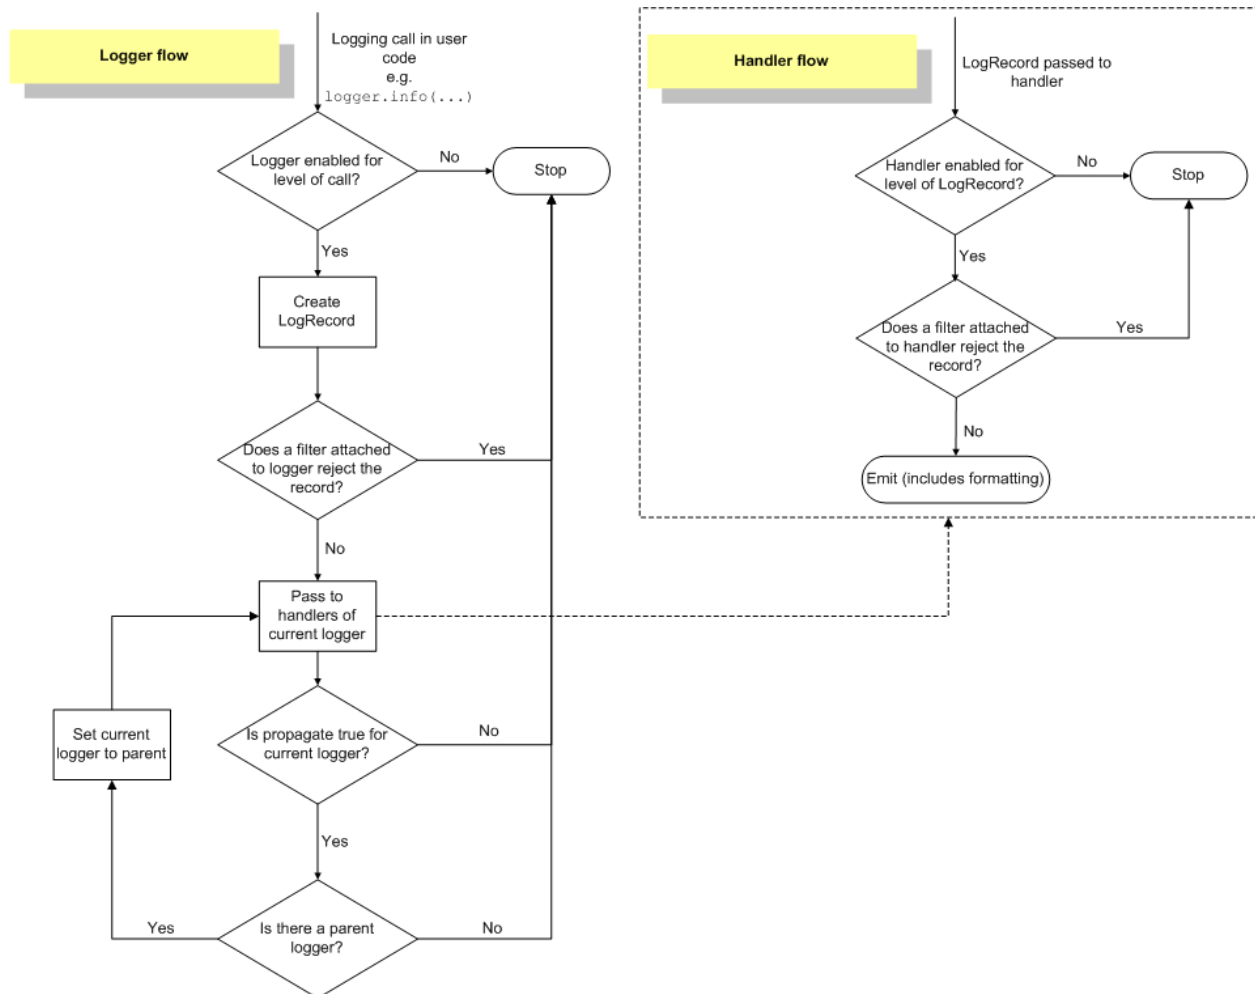 Logger flow
Logging call in user
code
e.g.
logger.info(...)
Logger enabled for
level of call?
No
Stop
Yes
Create
LogRecord
Does a filter attached
to logger reject the
record?
Yes
No
Pass to
handlers of
current logger
Set current
logger to parent
Is propagate true for
current logger?
No
Yes
Is there a parent
logger?
Yes
No
Handler flow
LogRecord passed to
handler
Handler enabled for
level of LogRecord?
No
Stop
Yes
Does a filter attached
to handler reject the
record?
Yes
No
Emit (includes formatting)